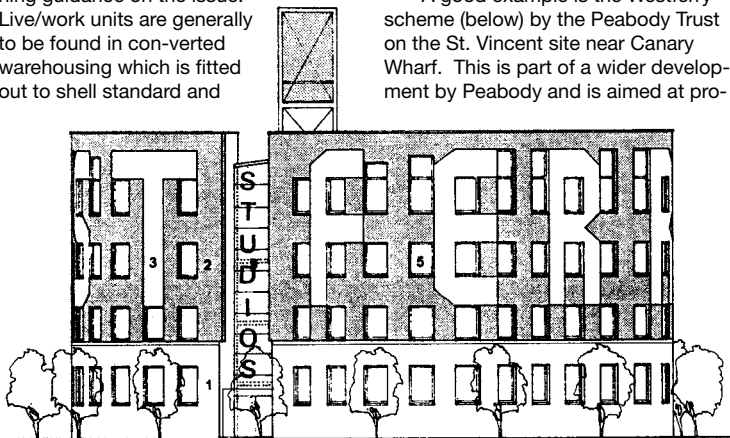 ning guidance on the issue.
Live/work units are generally
to be found in con-verted
warehousing which is fitted
out to shell standard and
A good example is the Westferry
scheme (below) by the Peabody Trust
on the St. Vincent site near Canary
Wharf. This is part of a wider develop-
ment by Peabody and is aimed at pro-
T FER
STUDIOS
3
2
5
1